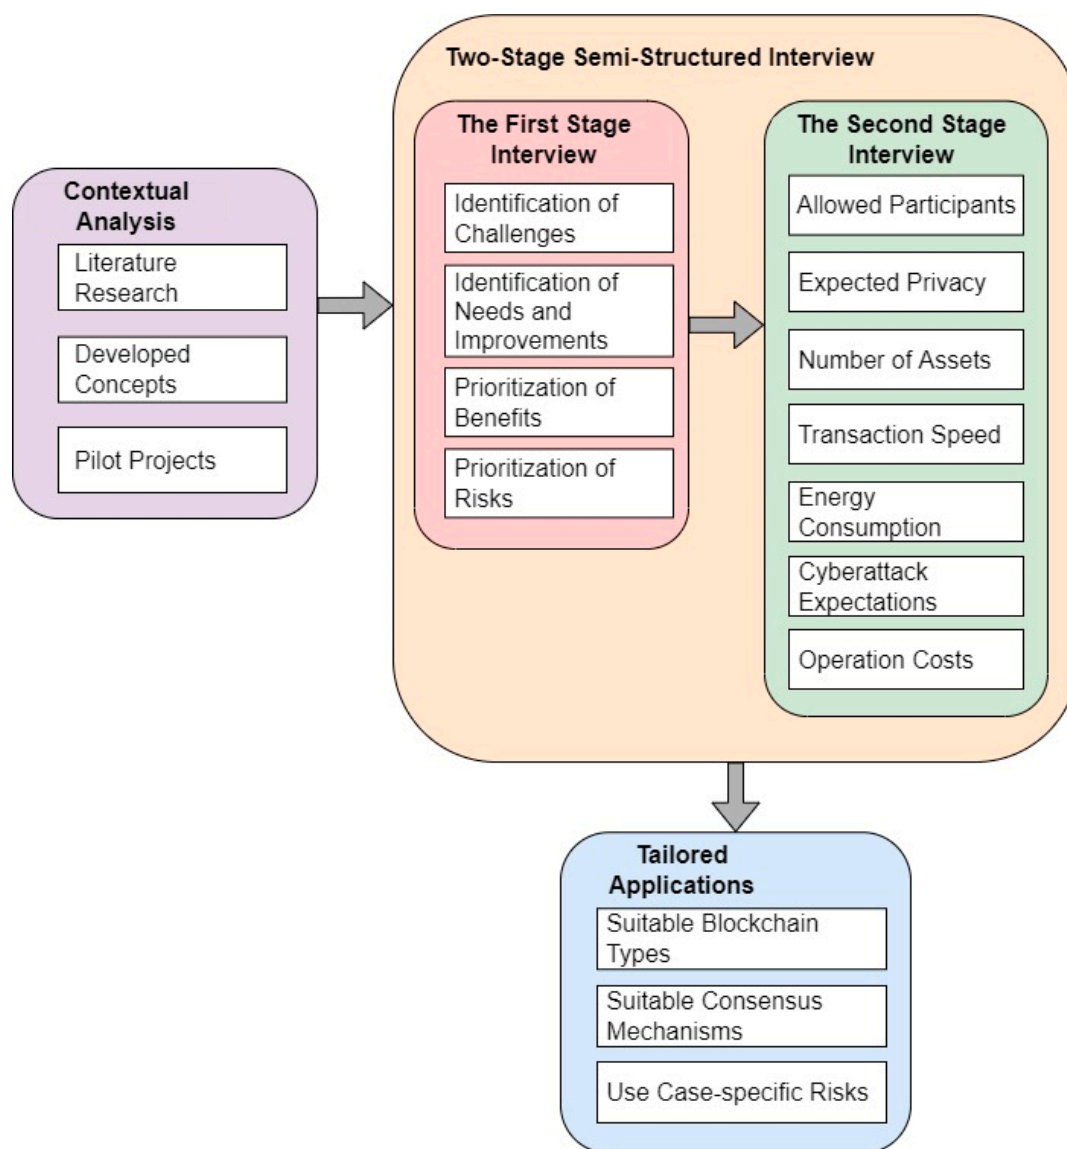 Two-Stage Semi-Structured Interview
Contextual
Analysis
Literature
Research
Developed
Concepts
Pilot Projects
The First Stage
Interview
Identification of
Challenges
Identification of
Needs and
Improvements
Prioritization of
Benefits
Prioritization of
Risks
The Second Stage
Interview
Allowed Participants
Expected Privacy
Number of Assets
Transaction Speed
Energy
Consumption
Cyberattack
Expectations
Operation Costs
Tailored
Applications
Suitable Blockchain
Types
Suitable Consensus
Mechanisms
Use Case-specific Risks